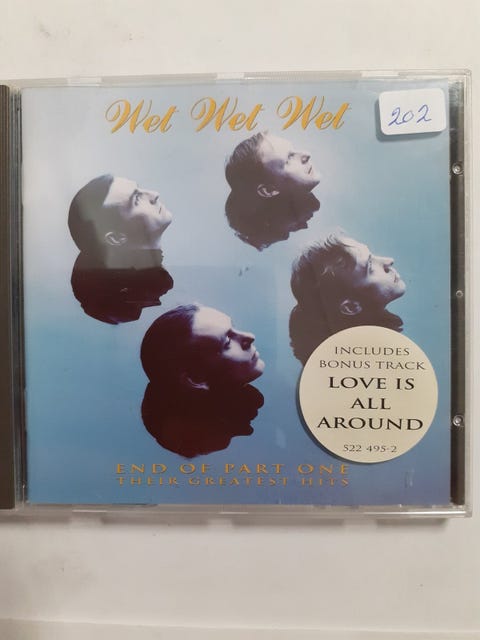 Wet Wet Wet
202
INCLUDES
BONUS TRACK
LOVE IS
ALL
AROUND
522 495-2
END OF PART ONE
THEIR GREATEST HITS